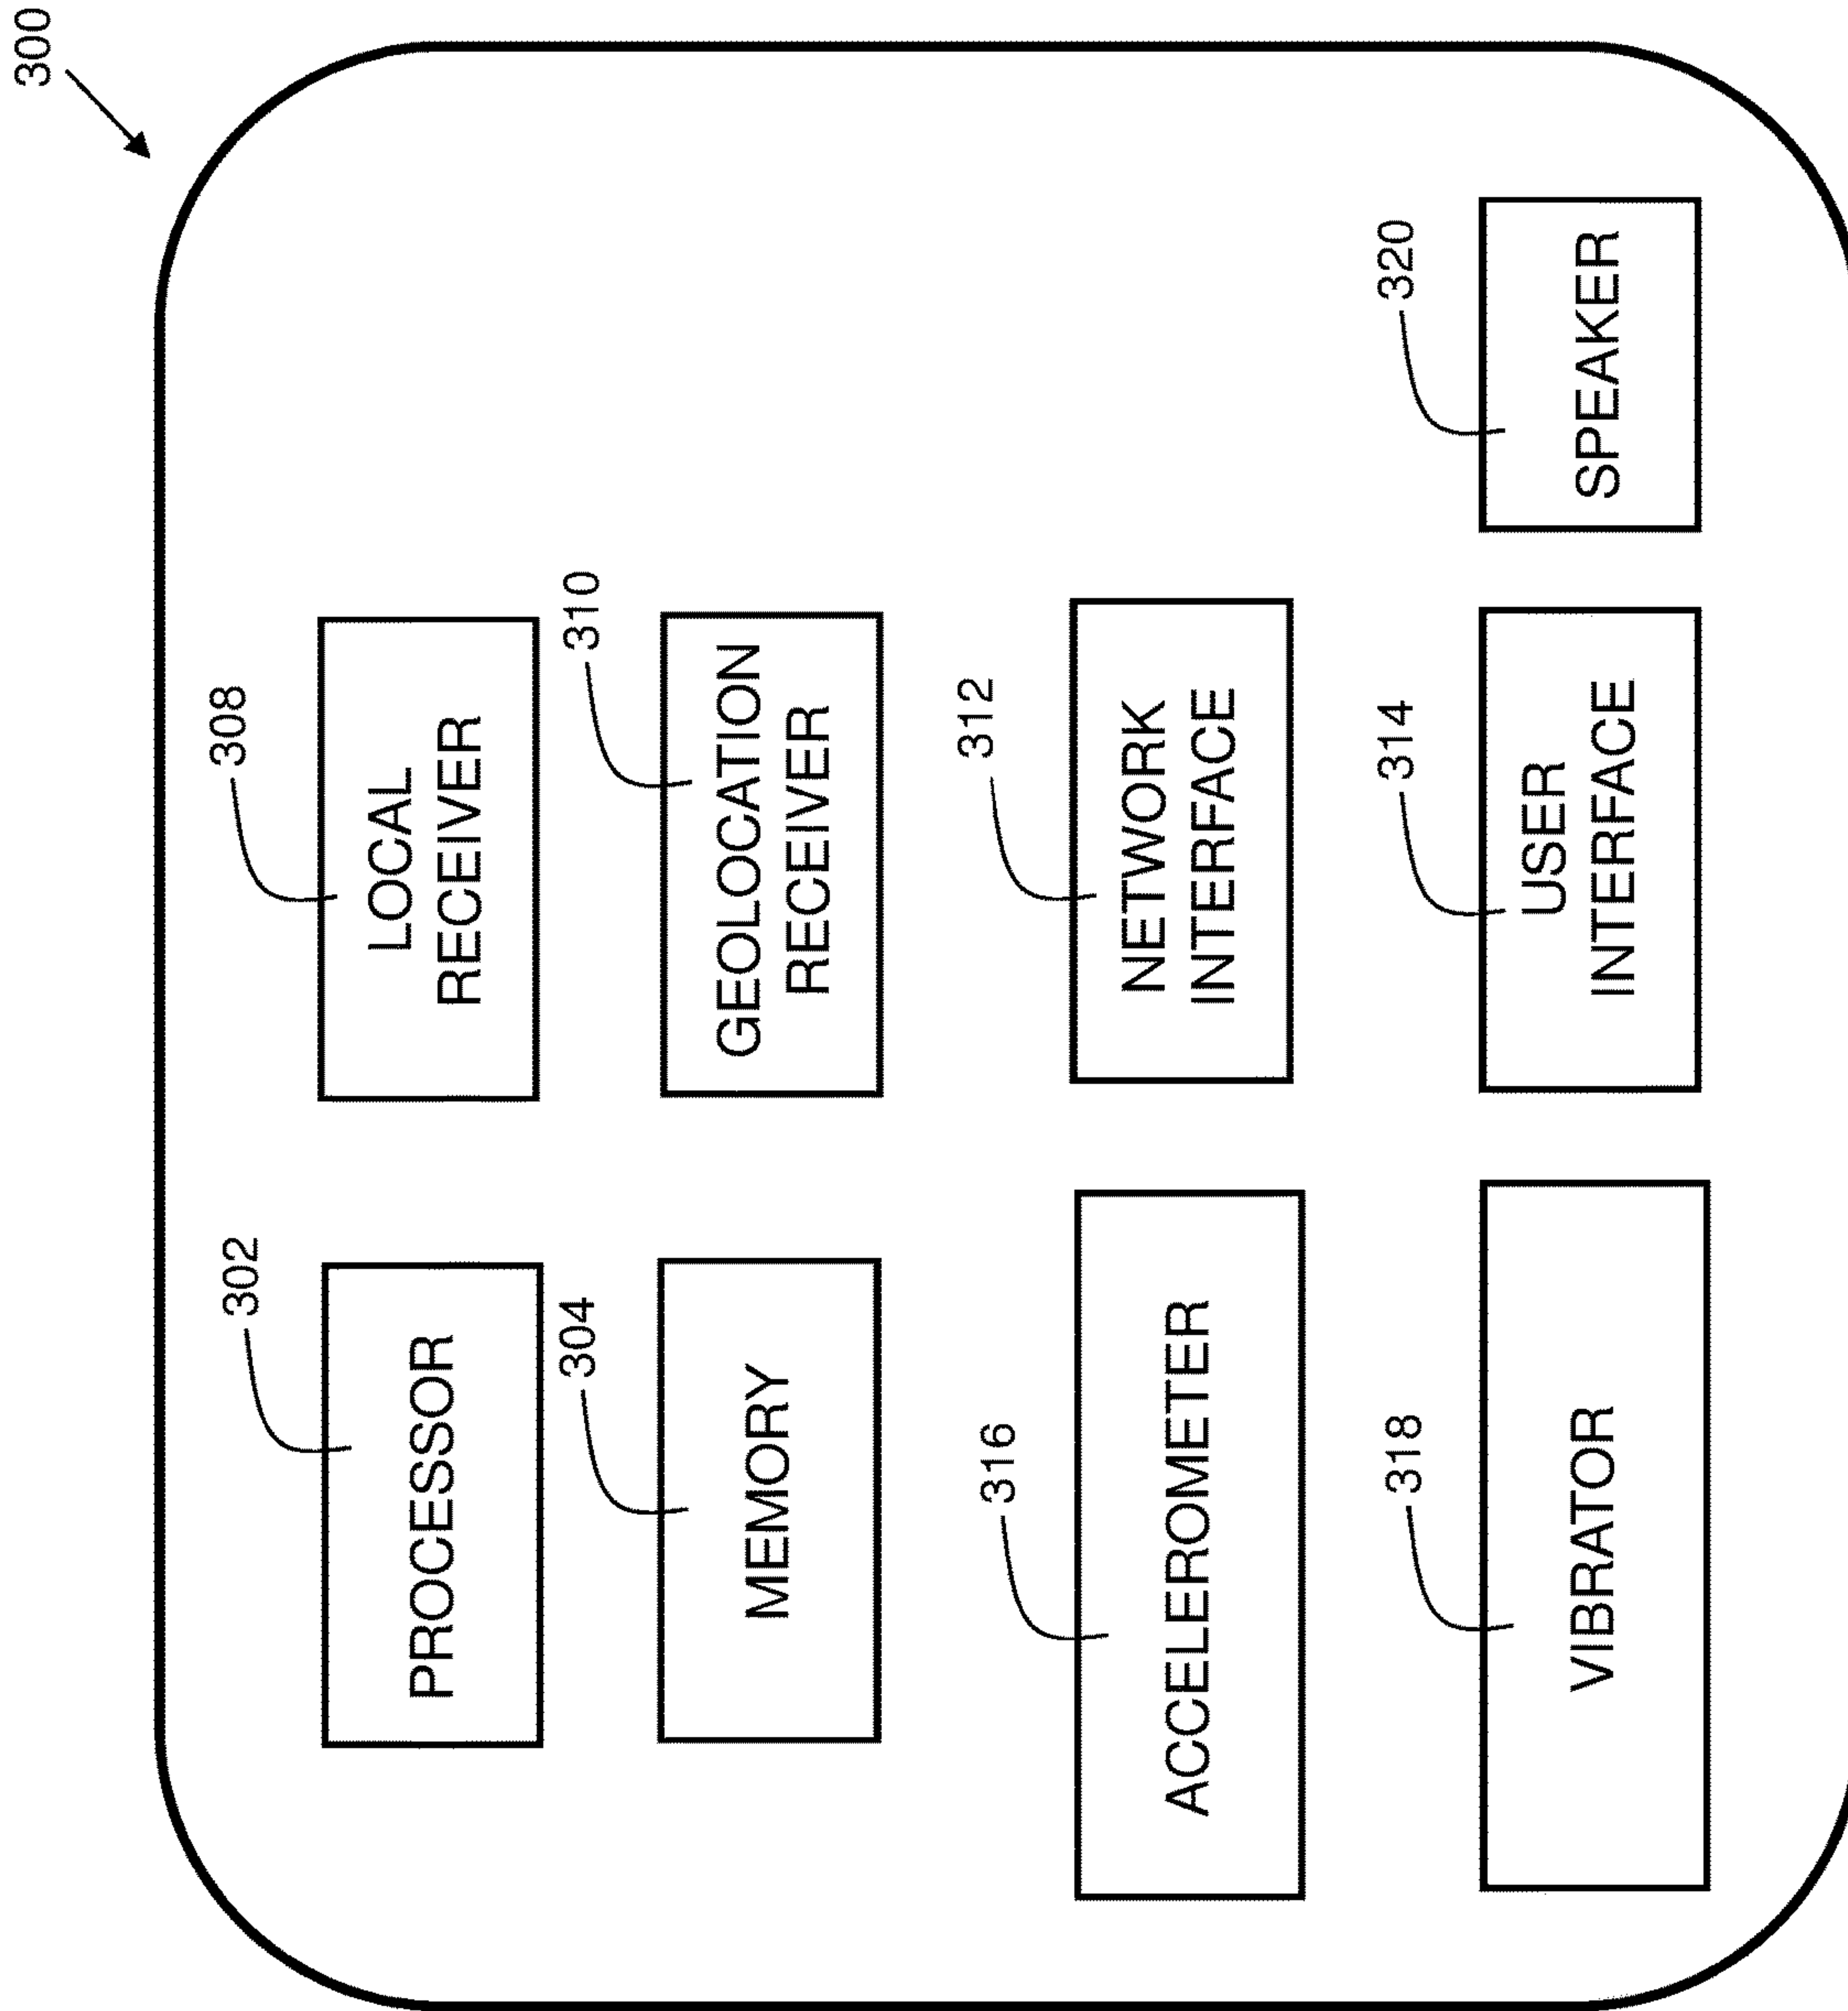 300
302
PROCESSOR
308
LOCAL
RECEIVER
304
MEMORY
310
GEOLOCATION
RECEIVER
316
ACCELEROMETER
312
NETWORK
INTERFACE
318
VIBRATOR
314
USER
INTERFACE
320
SPEAKER